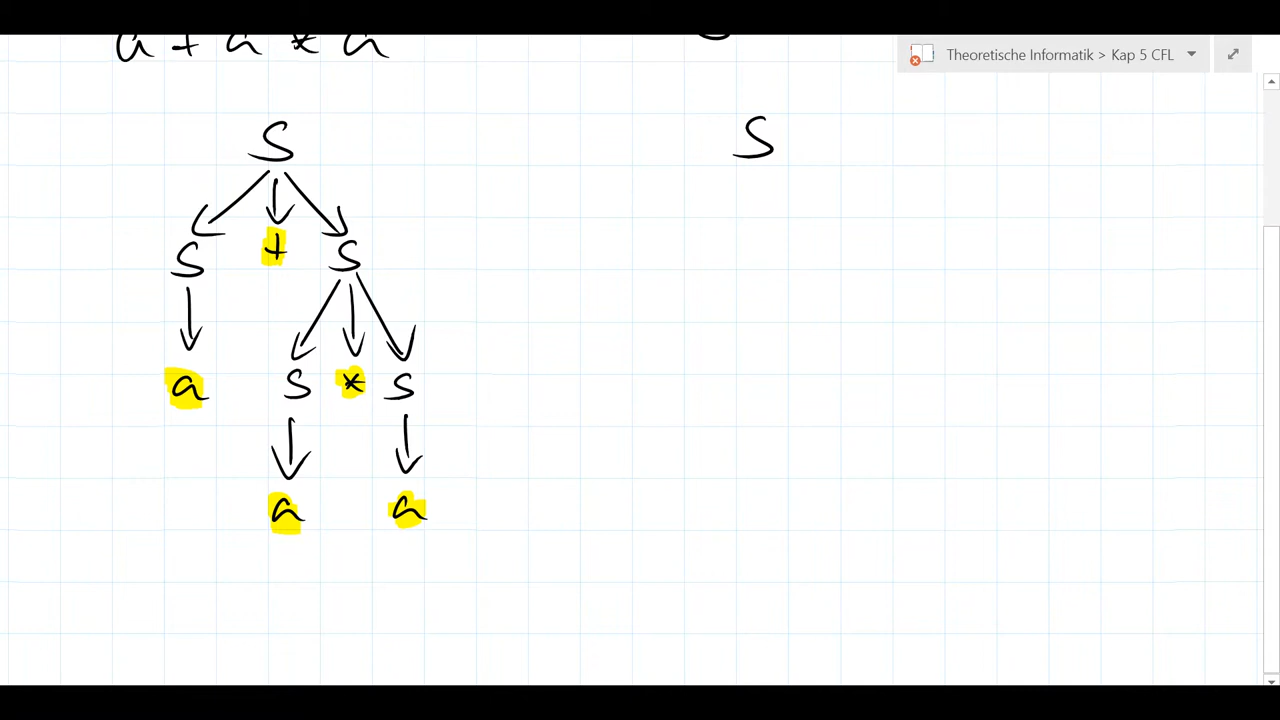 a + a * a
Theoretische Informatik > Kap 5 CFL
S S
S + S
a S * S
a a